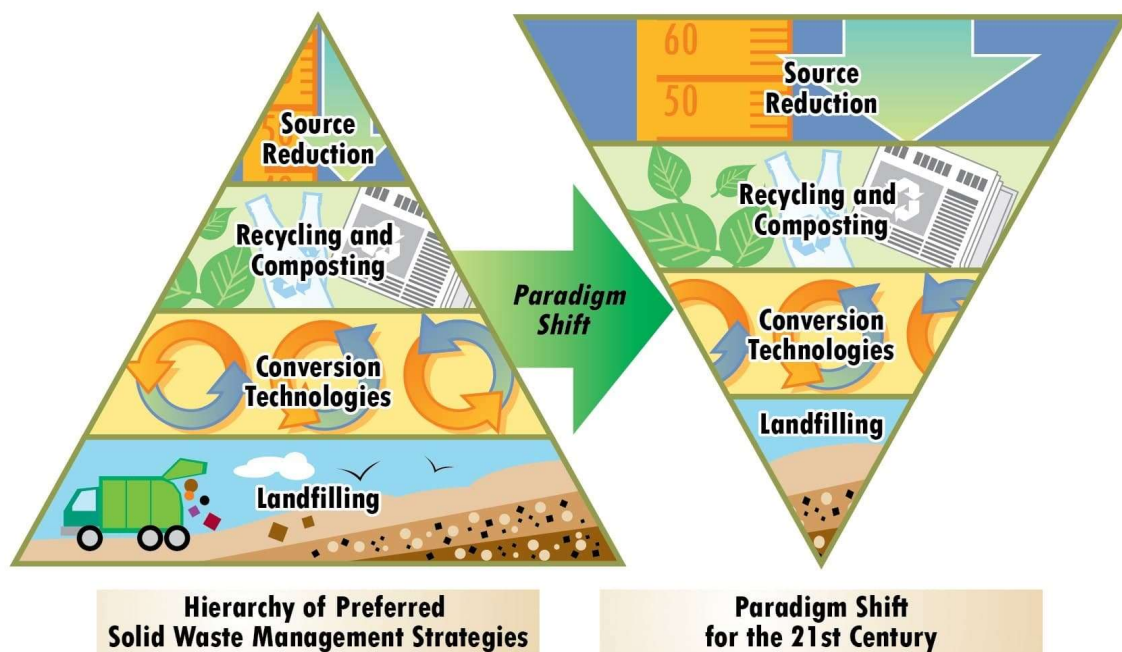 Source
Reduction
Recycling and
Composting
Conversion
Technologies
Landfilling
Hierarchy of Preferred
Solid Waste Management Strategies
Paradigm
Shift
60
50
Source
Reduction
Recycling and
Composting
Conversion
Technologies
Landfilling
Paradigm Shift
for the 21st Century